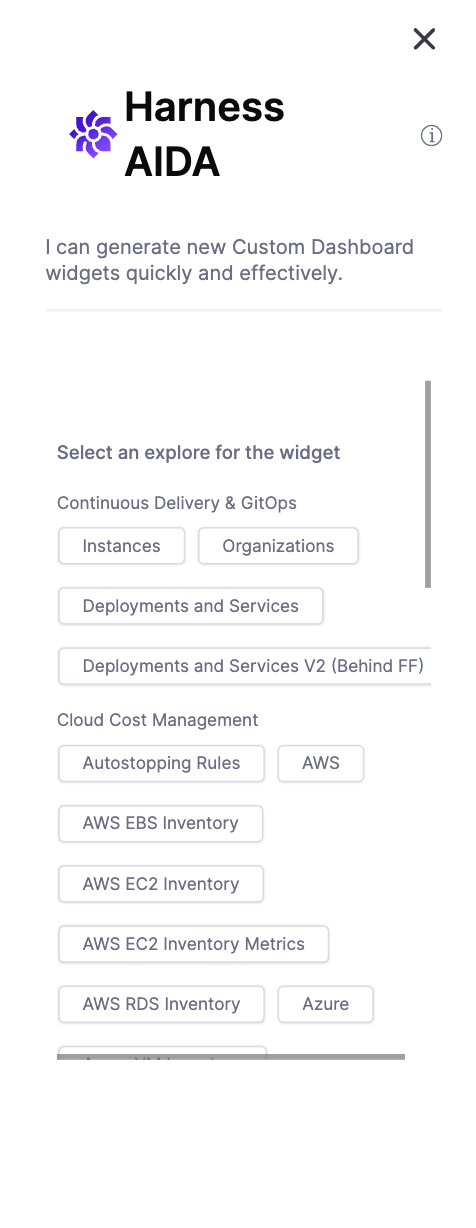 Harness
AIDA
I can generate new Custom Dashboard
widgets quickly and effectively.
Select an explore for the widget
Continuous Delivery & GitOps
Instances Organizations
Deployments and Services
Deployments and Services V2 (Behind FF)
Cloud Cost Management
Autostopping Rules AWS
AWS EBS Inventory
AWS EC2 Inventory
AWS EC2 Inventory Metrics
AWS RDS Inventory Azure